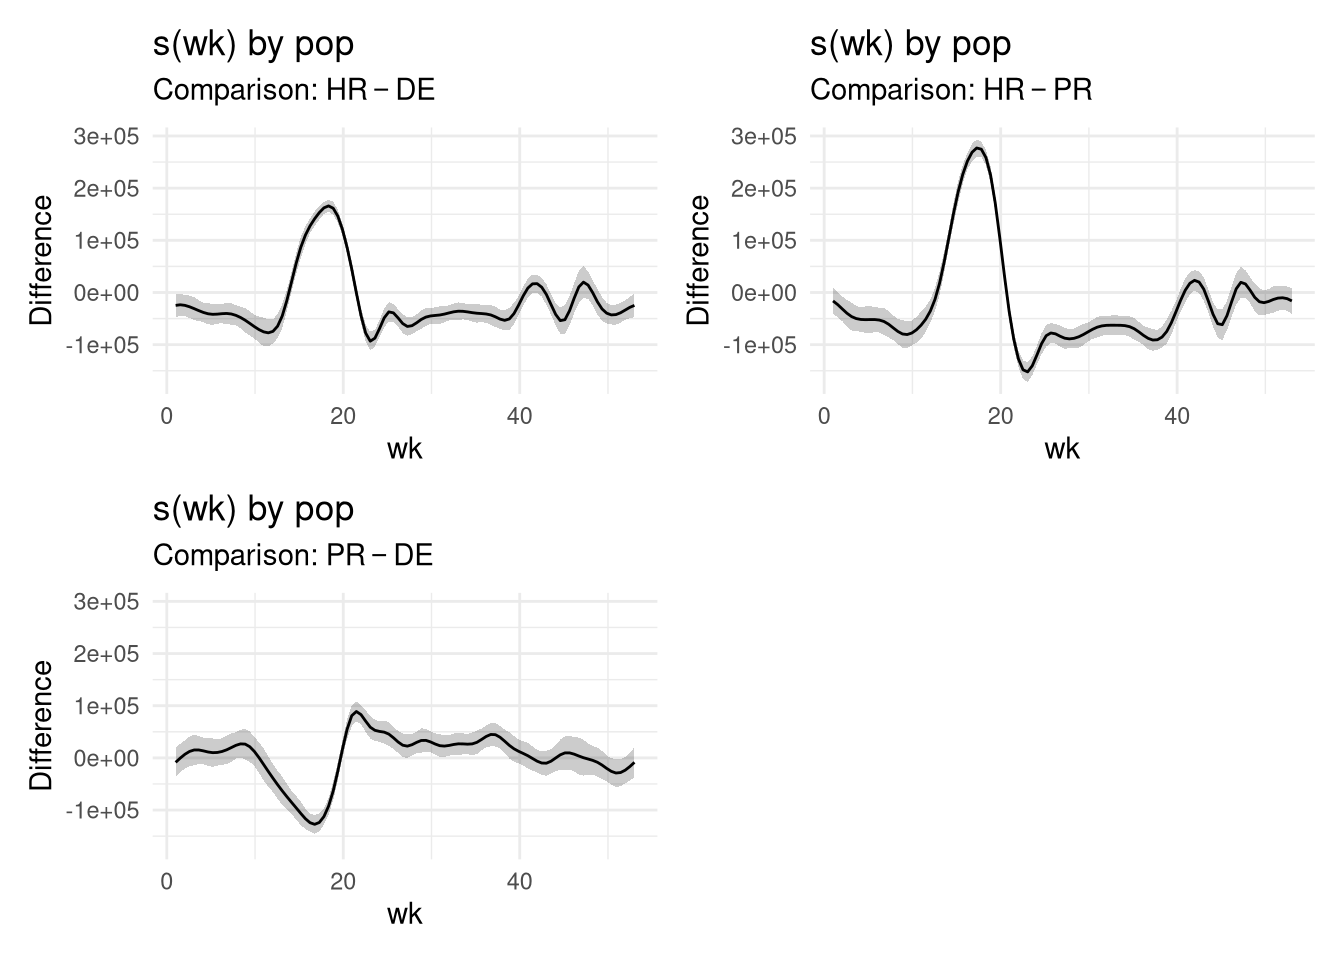 s(wk) by pop
Comparison: HR − DE
3e+05
2e+05
1e+05
0e+00
-1e+05
Difference
0 20 40
wk
s(wk) by pop
Comparison: HR − PR
3e+05
2e+05
1e+05
0e+00
-1e+05
Difference
0 20 40
wk
s(wk) by pop
Comparison: PR − DE
3e+05
2e+05
1e+05
0e+00
-1e+05
Difference
0 20 40
wk